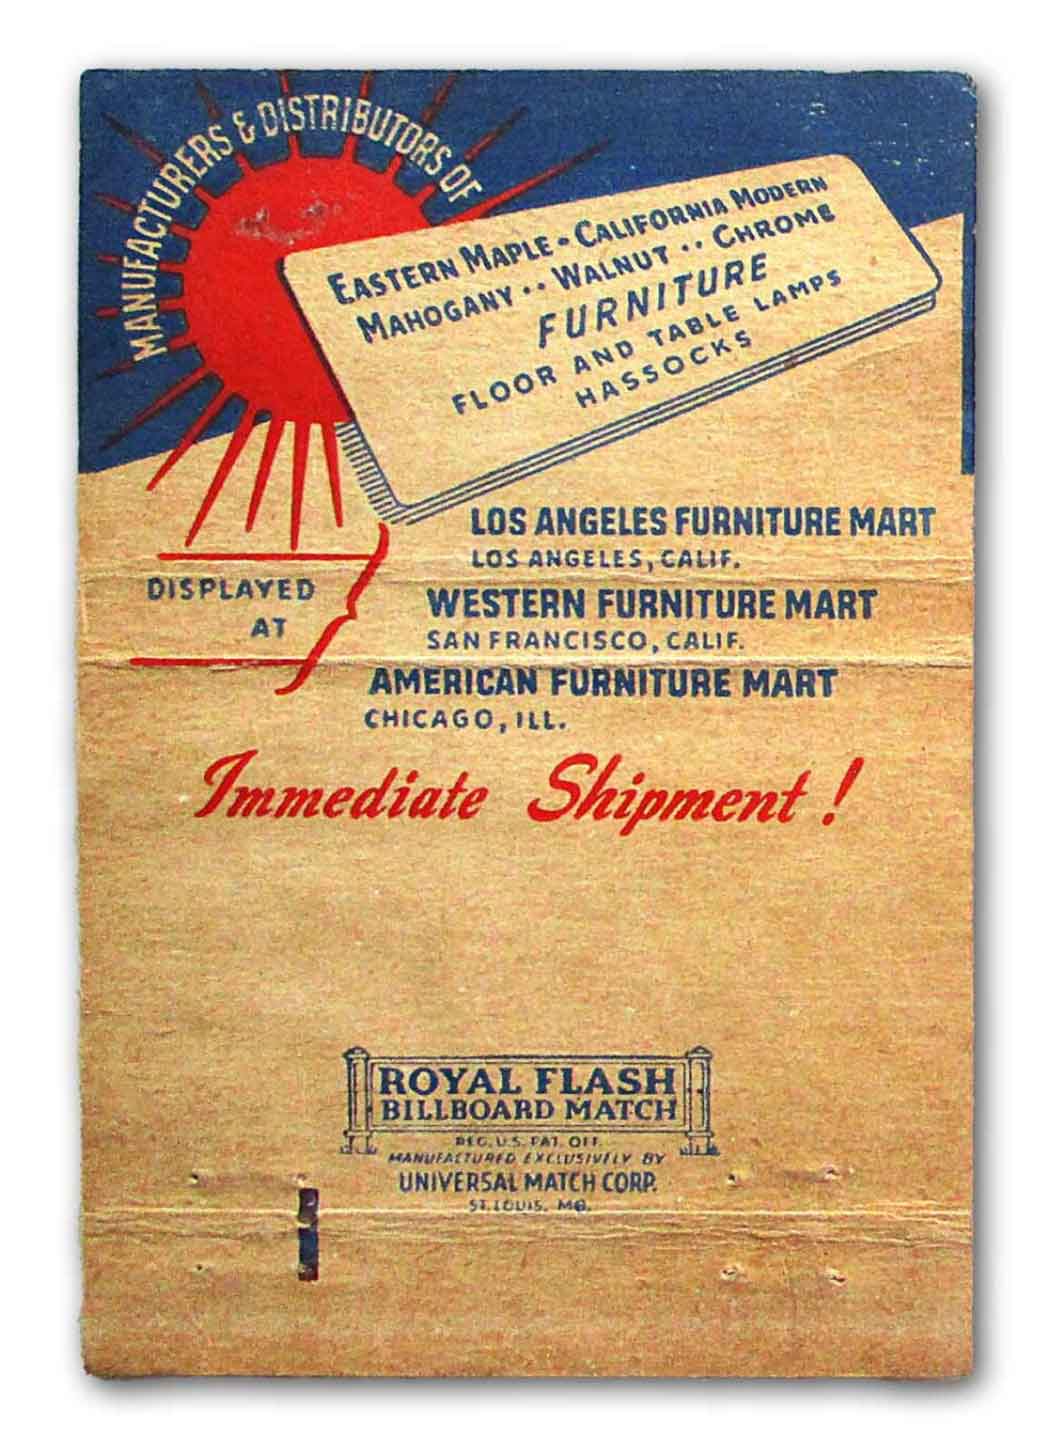 MANUFACTURERS & DISTRIBUTORS OF
EASTERN MAPLE - CALIFORNIA MODERN
MAHOGANY ·· WALNUT ·· CHROME
FURNITURE
FLOOR AND TABLE LAMPS
HASSOCKS
DISPLAYED
AT
LOS ANGELES FURNITURE MART
LOS ANGELES, CALIF.
WESTERN FURNITURE MART
SAN FRANCISCO, CALIF.
AMERICAN FURNITURE MART
CHICAGO, ILL.
Immediate Shipment!
ROYAL FLASH
BILLBOARD MATCH
REG. U.S. PAT. OFF.
MANUFACTURED EXCLUSIVELY BY
UNIVERSAL MATCH CORP.
ST. LOUIS, MO.